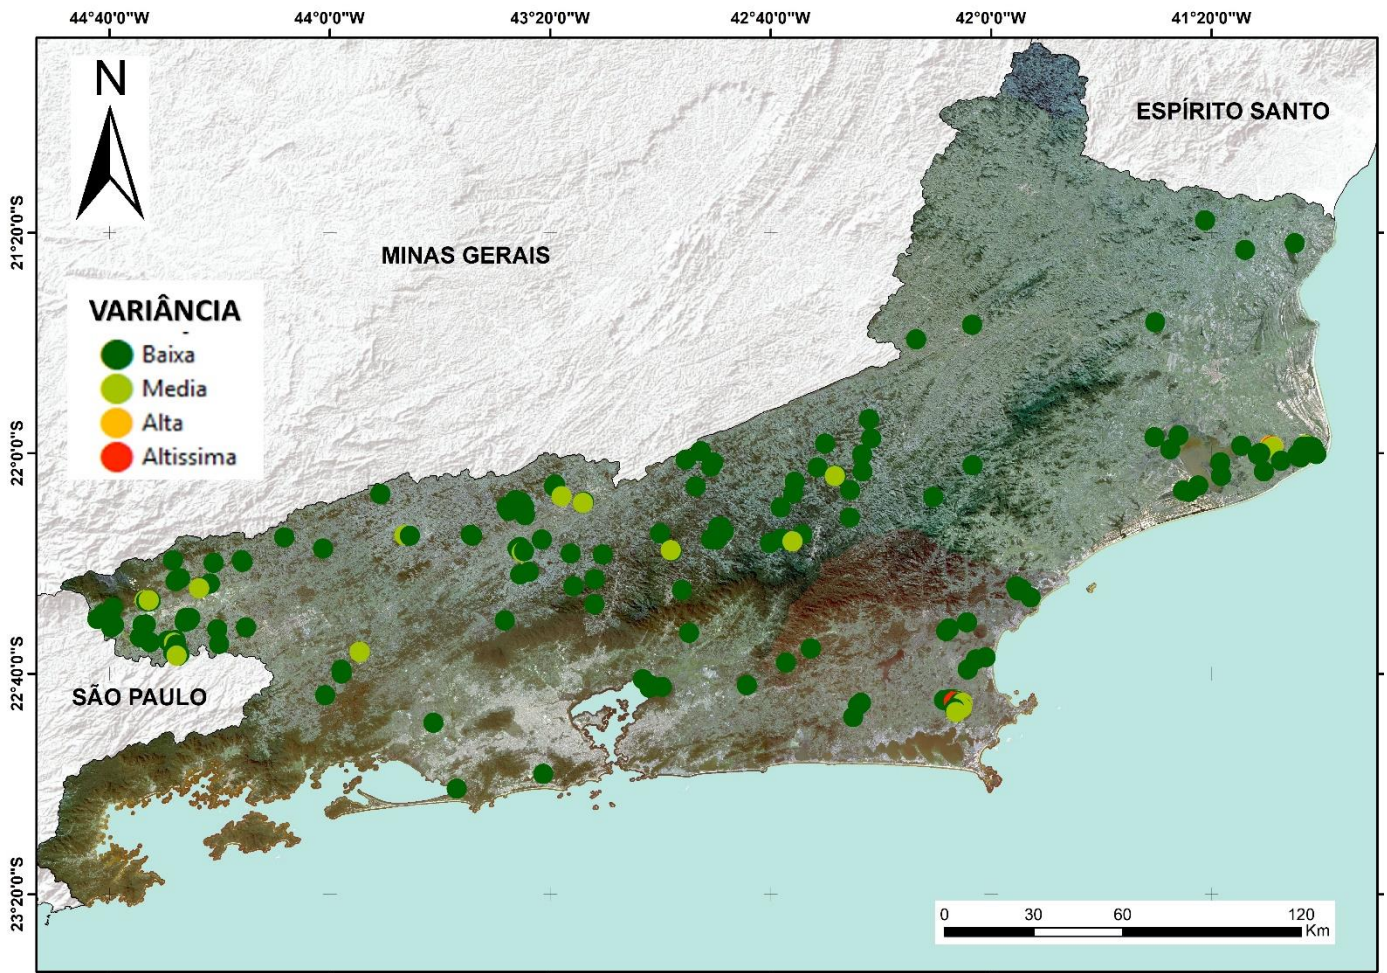 44°40'0"W 44°0'0"W 43°20'0"W 42°40'0"W 42°0'0"W 41°20'0"W
N
ESPÍRITO SANTO
21°20'0"S
MINAS GERAIS
VARIÂNCIA
Baixa
Media
Alta
Altissima
22°0'0"S
22°40'0"S
SÃO PAULO
23°20'0"S
0 30 60 120
Km